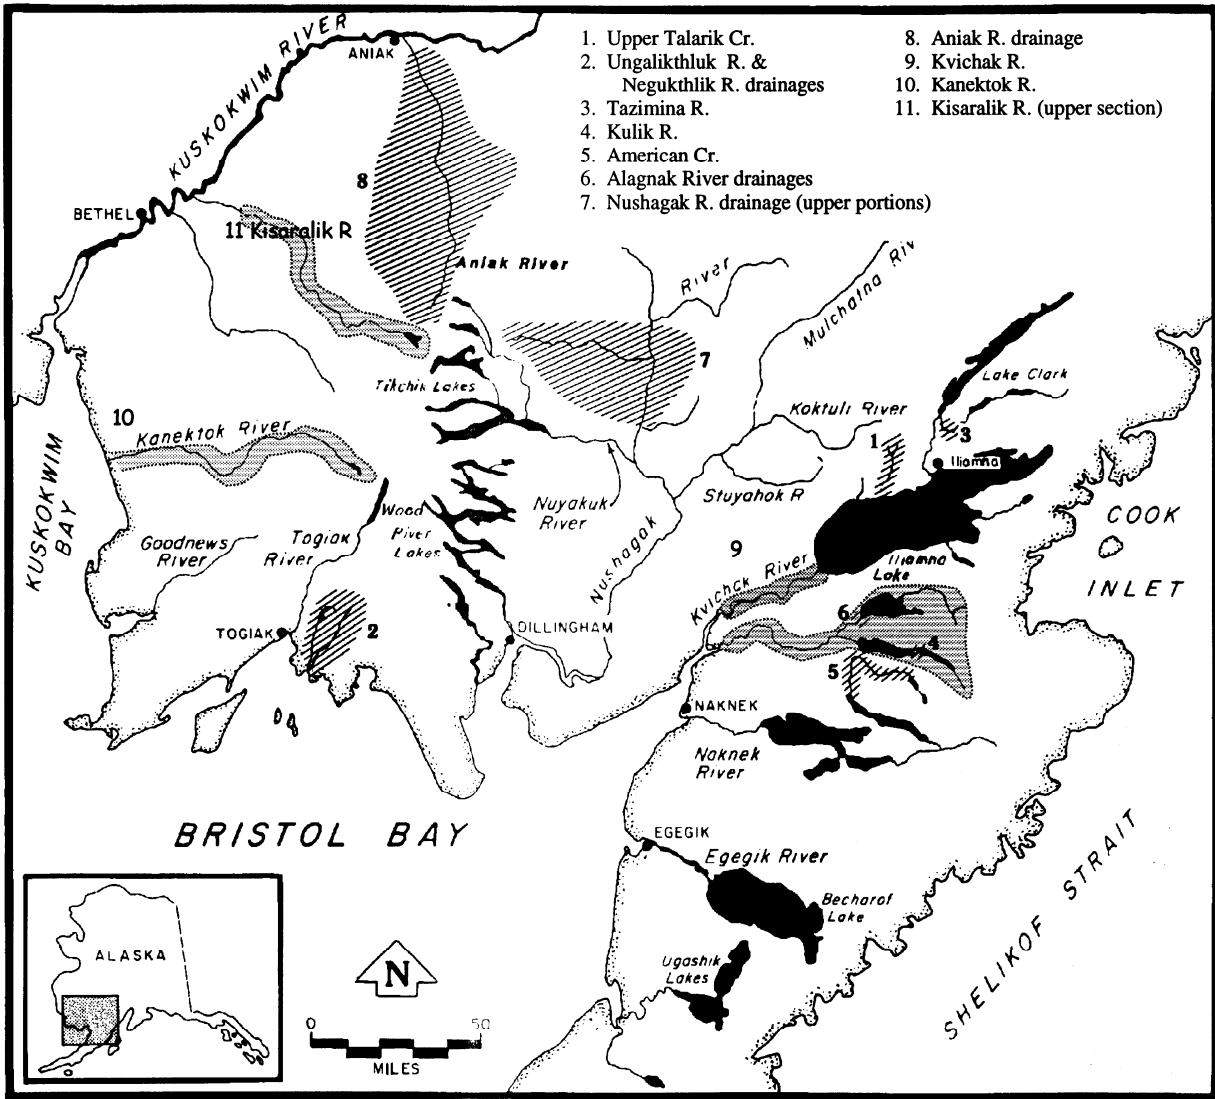 KUSKOKWIM RIVER
ANIAK
1. Upper Talarik Cr.
2. Ungalikthluk R. &
Negukthlik R. drainages
3. Tazimina R.
4. Kulik R.
5. American Cr.
6. Alagnak River drainages
7. Nushagak R. drainage (upper portions)
8. Aniak R. drainage
9. Kvichak R.
10. Kanektok R.
11. Kisaralik R. (upper section)
8
BETHEL
11 Kisaralik R
Aniak River
River
Mulchatna Riv
7
Tikchik Lakes
Lake Clark
10
Kanektok River
Koktuli River
1
3
Iliamna
KUSKOKWIM
BAY
Wood
River
Lakes
Nuyakuk
River
Stuyahok R
COOK
INLET
Goodnews
River
Togiak
River
Nushagak
9
Kvichak River
Iliamna
Lake
6
4
5
TOGIAK
2
DILLINGHAM
NAKNEK
Naknek
River
BRISTOL BAY
EGEGIK
Egegik River
Becharof
Lake
Ugashik
Lakes
SHELIKOF STRAIT
ALASKA
N
0 50
MILES